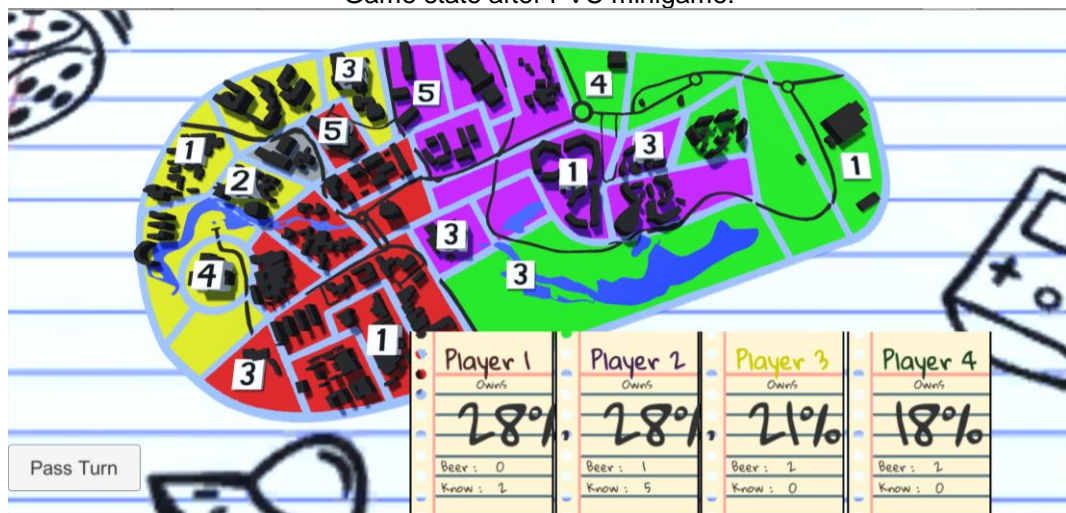 Game state after PVC minigame.
3
5
4
5
1
3
2
1
1
3
4
3
1
3
Player 1
Owns
28%
Beer : 0
Know : 2
Player 2
Owns
28%
Beer : 1
Know : 5
Player 3
Owns
21%
Beer : 2
Know : 0
Player 4
Owns
18%
Beer : 2
Know : 0
Pass Turn